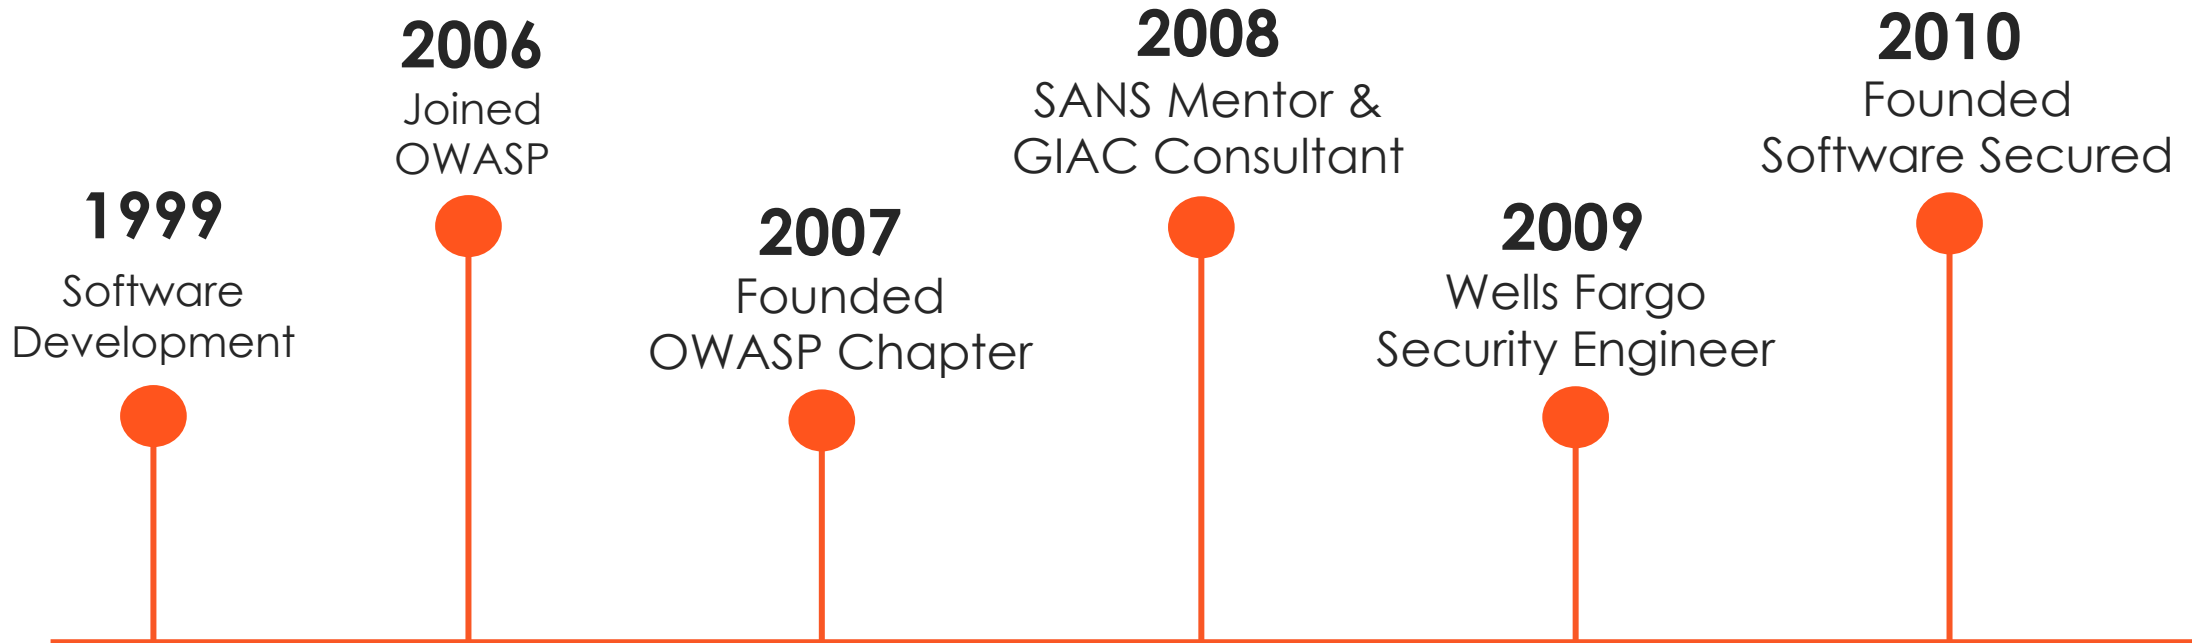 1999
Software
Development
2006
Joined
OWASP
2007
Founded
OWASP Chapter
2008
SANS Mentor &
GIAC Consultant
2009
Wells Fargo
Security Engineer
2010
Founded
Software Secured